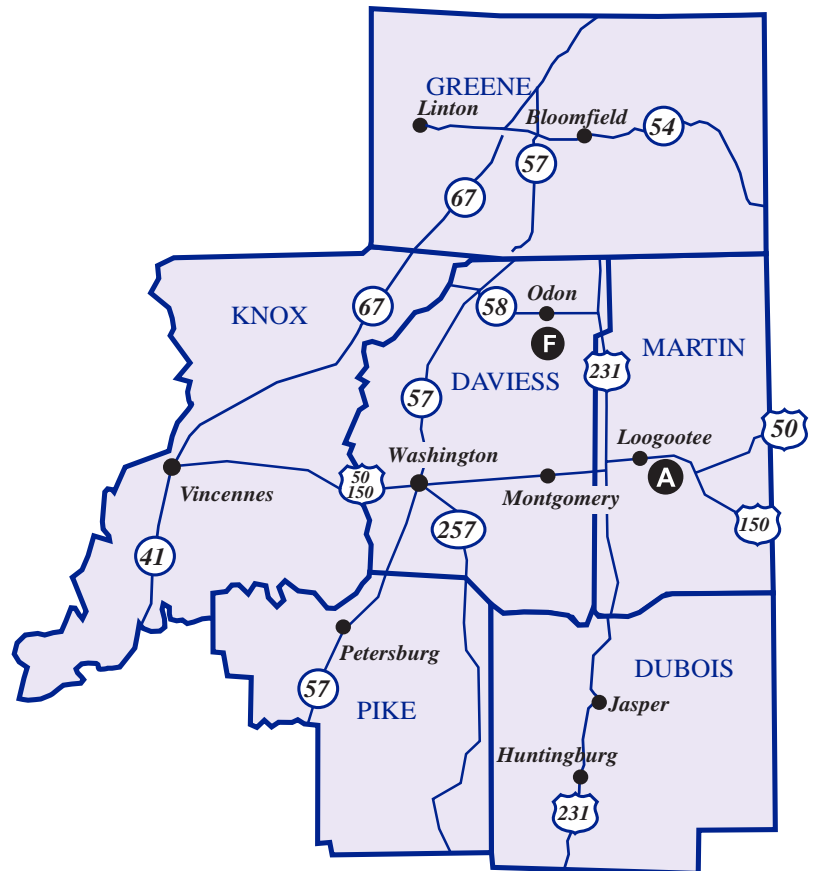 GREENE
Linton
Bloomfield
54
57
67
KNOX
67
58
Odon
F
MARTIN
231
DAVIESS
57
50
Loogootee
Washington
A
50
150
Vincennes
Montgomery
150
257
41
Petersburg
DUBOIS
57
PIKE
Jasper
Huntingburg
231